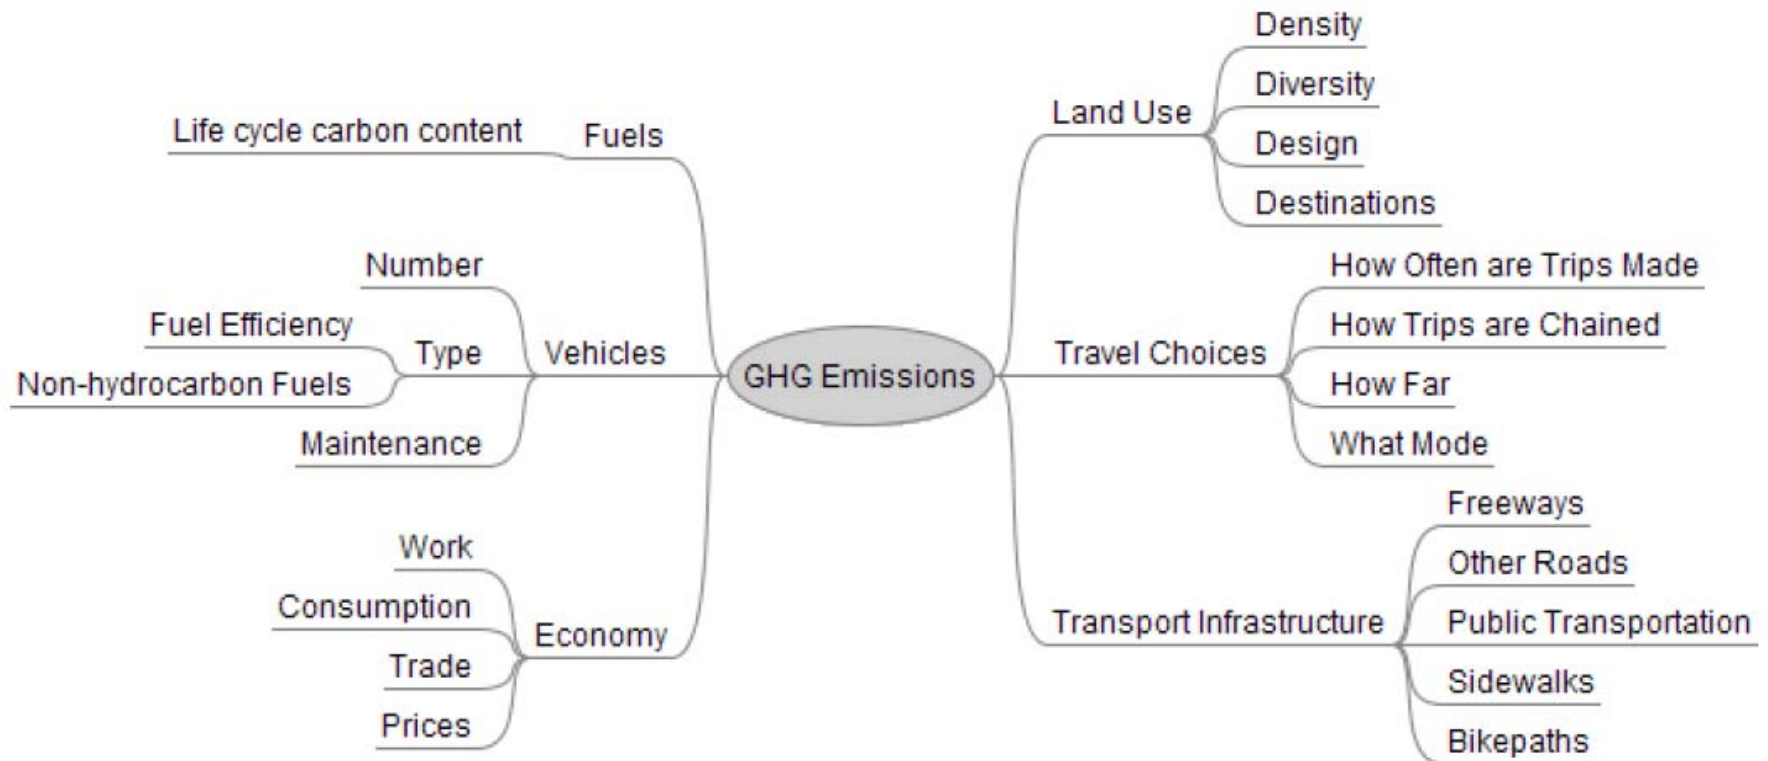 GHG Emissions
Fuels
Life cycle carbon content
Vehicles
Number
Type
Fuel Efficiency
Non-hydrocarbon Fuels
Maintenance
Economy
Work
Consumption
Trade
Prices
Land Use
Density
Diversity
Design
Destinations
Travel Choices
How Often are Trips Made
How Trips are Chained
How Far
What Mode
Transport Infrastructure
Freeways
Other Roads
Public Transportation
Sidewalks
Bikepaths